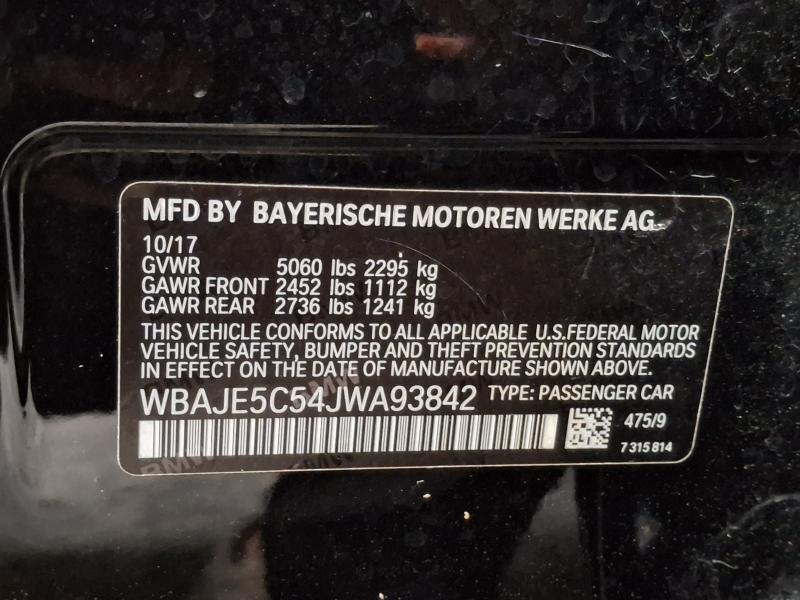 MFD BY BAYERISCHE MOTOREN WERKE AG
10/17
GVWR 5060 lbs 2295 kg
GAWR FRONT 2452 lbs 1112 kg
GAWR REAR 2736 lbs 1241 kg
THIS VEHICLE CONFORMS TO ALL APPLICABLE U.S.FEDERAL MOTOR
VEHICLE SAFETY, BUMPER AND THEFT PREVENTION STANDARDS
IN EFFECT ON THE DATE OF MANUFACTURE SHOWN ABOVE.
WBAJE5C54JWA93842 TYPE: PASSENGER CAR
475/9
7 315 814
BMW
BMW
BMW